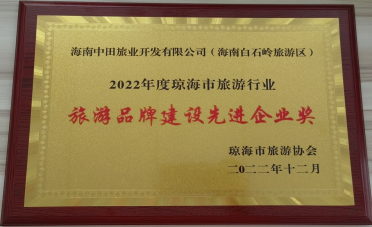 海南中田旅业开发有限公司（海南白石岭旅游区）
2022年度琼海市旅游行业
旅游品牌建设先进企业奖
琼海市旅游协会
二〇二二年十二月